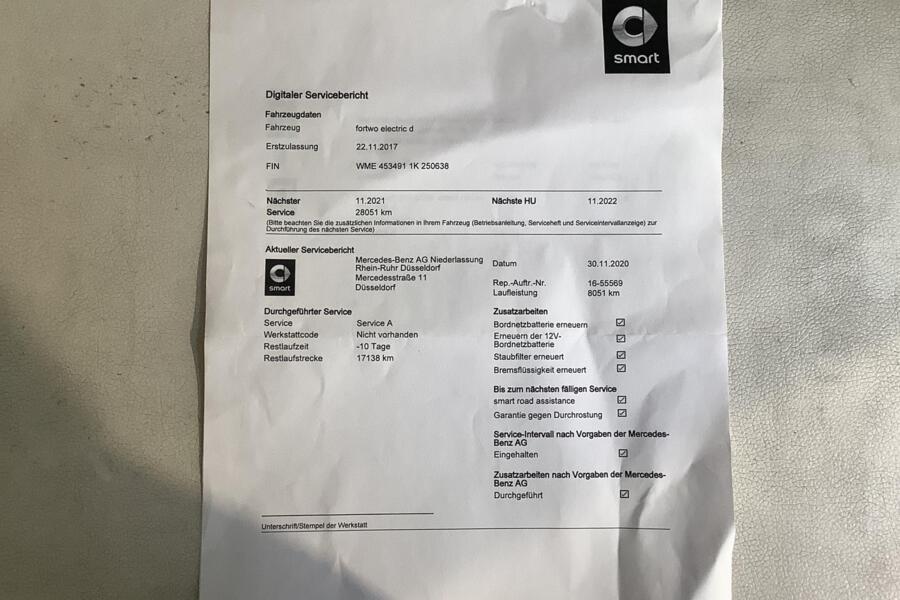 smart
Digitaler Servicebericht
Fahrzeugdaten
Fahrzeug fortwo electric d
Erstzulassung 22.11.2017
FIN WME 453491 1K 250638
Nächster 11.2021 Nächste HU 11.2022
Service 28051 km
(Bitte beachten Sie die zusätzlichen Informationen in Ihrem Fahrzeug (Betriebsanleitung, Serviceheft und Serviceintervallanzeige) zur
Durchführung des nächsten Service)
Aktueller Servicebericht
smart
Mercedes-Benz AG Niederlassung
Rhein-Ruhr Düsseldorf
Mercedesstraße 11
Düsseldorf
Datum 30.11.2020
Rep.-Auftr.-Nr. 16-55569
Laufleistung 8051 km
Durchgeführter Service
Service Service A
Werkstattcode Nicht vorhanden
Restlaufzeit -10 Tage
Restlaufstrecke 17138 km
Zusatzarbeiten
Bordnetzbatterie erneuern ☑
Erneuern der 12V-
Bordnetzbatterie ☑
Staubfilter erneuert ☑
Bremsflüssigkeit erneuert ☑
Bis zum nächsten fälligen Service
smart road assistance ☑
Garantie gegen Durchrostung ☑
Service-Intervall nach Vorgaben der Mercedes-
Benz AG
Eingehalten ☑
Zusatzarbeiten nach Vorgaben der Mercedes-
Benz AG
Durchgeführt ☑
Unterschrift/Stempel der Werkstatt